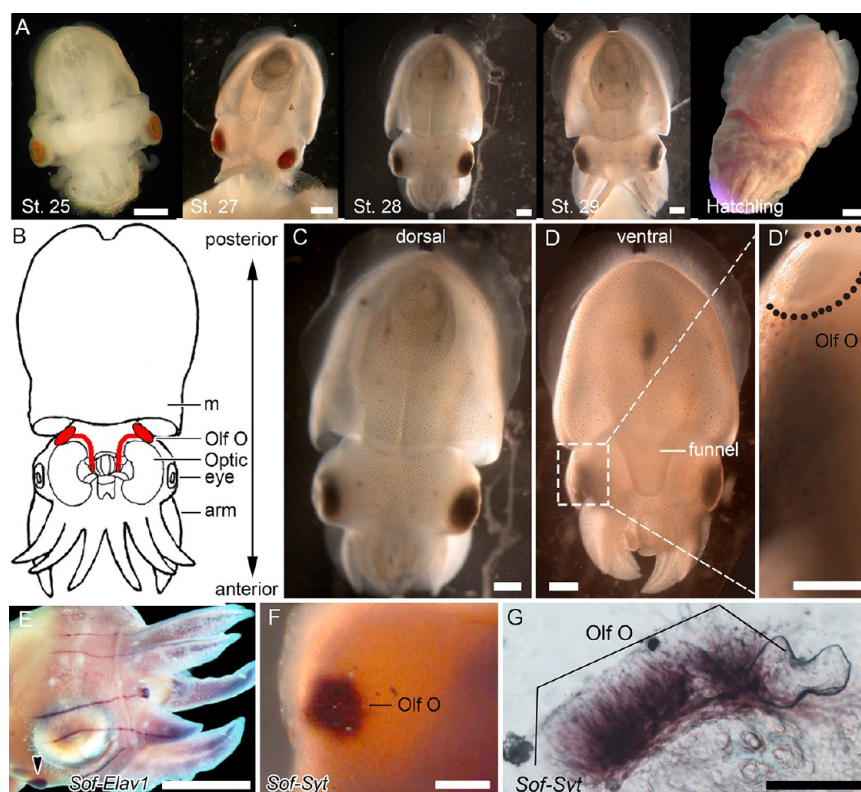 A
St. 25
St. 27
St. 28
St. 29
Hatchling
B
posterior
m
Olf O
Optic
eye
arm
anterior
C
dorsal
D
ventral
funnel
D'
Olf O
E
Sof-Elav1
F
Olf O
Sof-Syt
G
Olf O
Sof-Syt